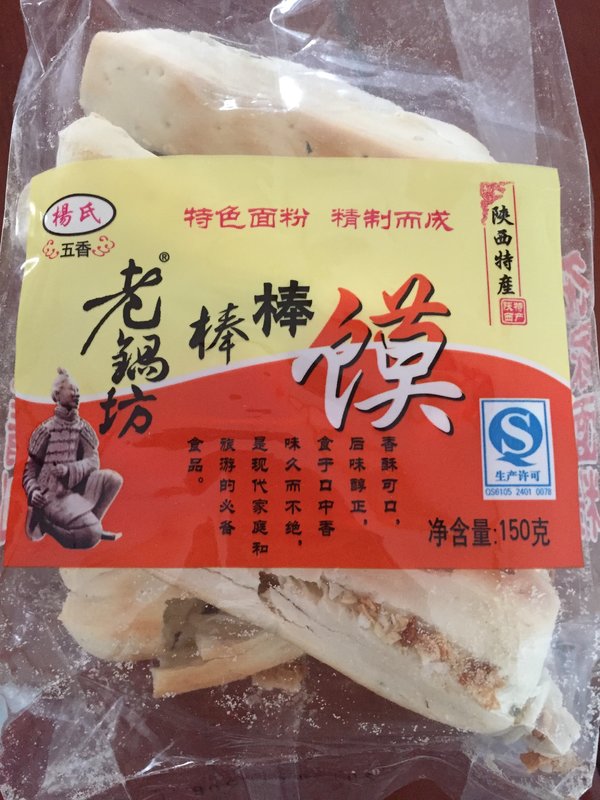 楊氏
五香
特色面粉 精制而成
陕西特産
陕西特产
老鍋坊®
棒棒馍
香酥可口，
后味醇正，
食于口中香
味久而不绝，
是现代家庭和
旅游的必备
食品。
生产许可
QS6105 2401 0078
净含量:150克